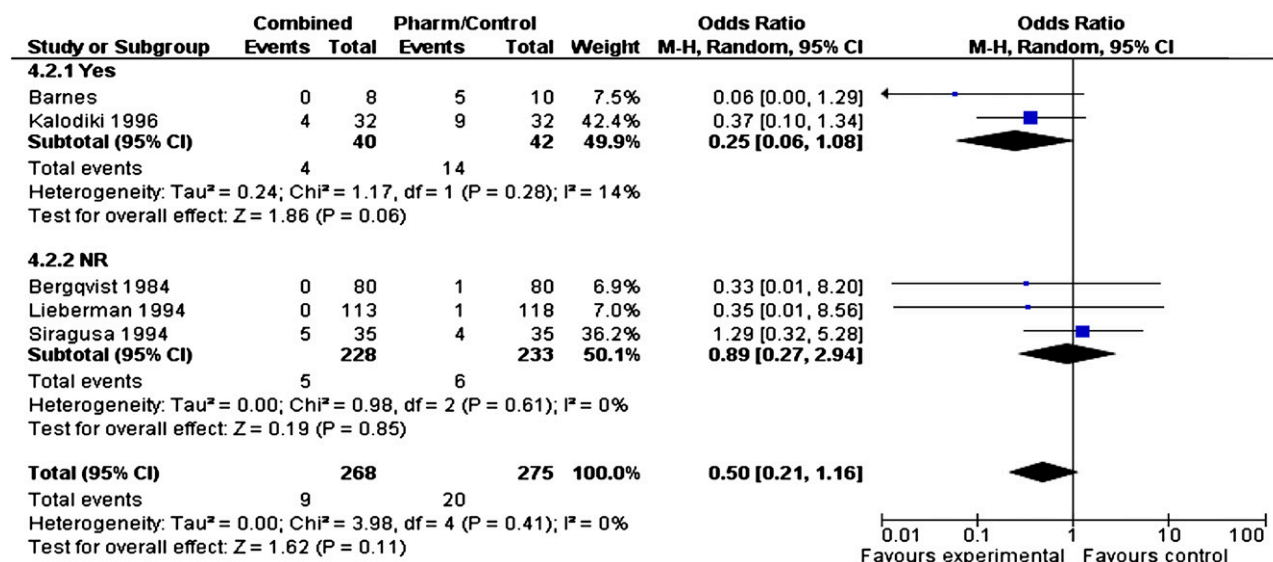 Combined Pharm/Control Odds Ratio Odds Ratio
Study or Subgroup Events Total Events Total Weight M-H, Random, 95% CI M-H, Random, 95% CI
4.2.1 Yes
Barnes 0 8 5 10 7.5% 0.06 [0.00, 1.29]
Kalodiki 1996 4 32 9 32 42.4% 0.37 [0.10, 1.34]
Subtotal (95% CI) 40 42 49.9% 0.25 [0.06, 1.08]
Total events 4 14
Heterogeneity: Tau² = 0.24; Chi² = 1.17, df = 1 (P = 0.28); I² = 14%
Test for overall effect: Z = 1.86 (P = 0.06)
4.2.2 NR
Bergqvist 1984 0 80 1 80 6.9% 0.33 [0.01, 8.20]
Lieberman 1994 0 113 1 118 7.0% 0.35 [0.01, 8.56]
Siragusa 1994 5 35 4 35 36.2% 1.29 [0.32, 5.28]
Subtotal (95% CI) 228 233 50.1% 0.89 [0.27, 2.94]
Total events 5 6
Heterogeneity: Tau² = 0.00; Chi² = 0.98, df = 2 (P = 0.61); I² = 0%
Test for overall effect: Z = 0.19 (P = 0.85)
Total (95% CI) 268 275 100.0% 0.50 [0.21, 1.16]
Total events 9 20
Heterogeneity: Tau² = 0.00; Chi² = 3.98, df = 4 (P = 0.41); I² = 0%
Test for overall effect: Z = 1.62 (P = 0.11)
0.01 0.1 1 10 100
Favours experimental Favours control